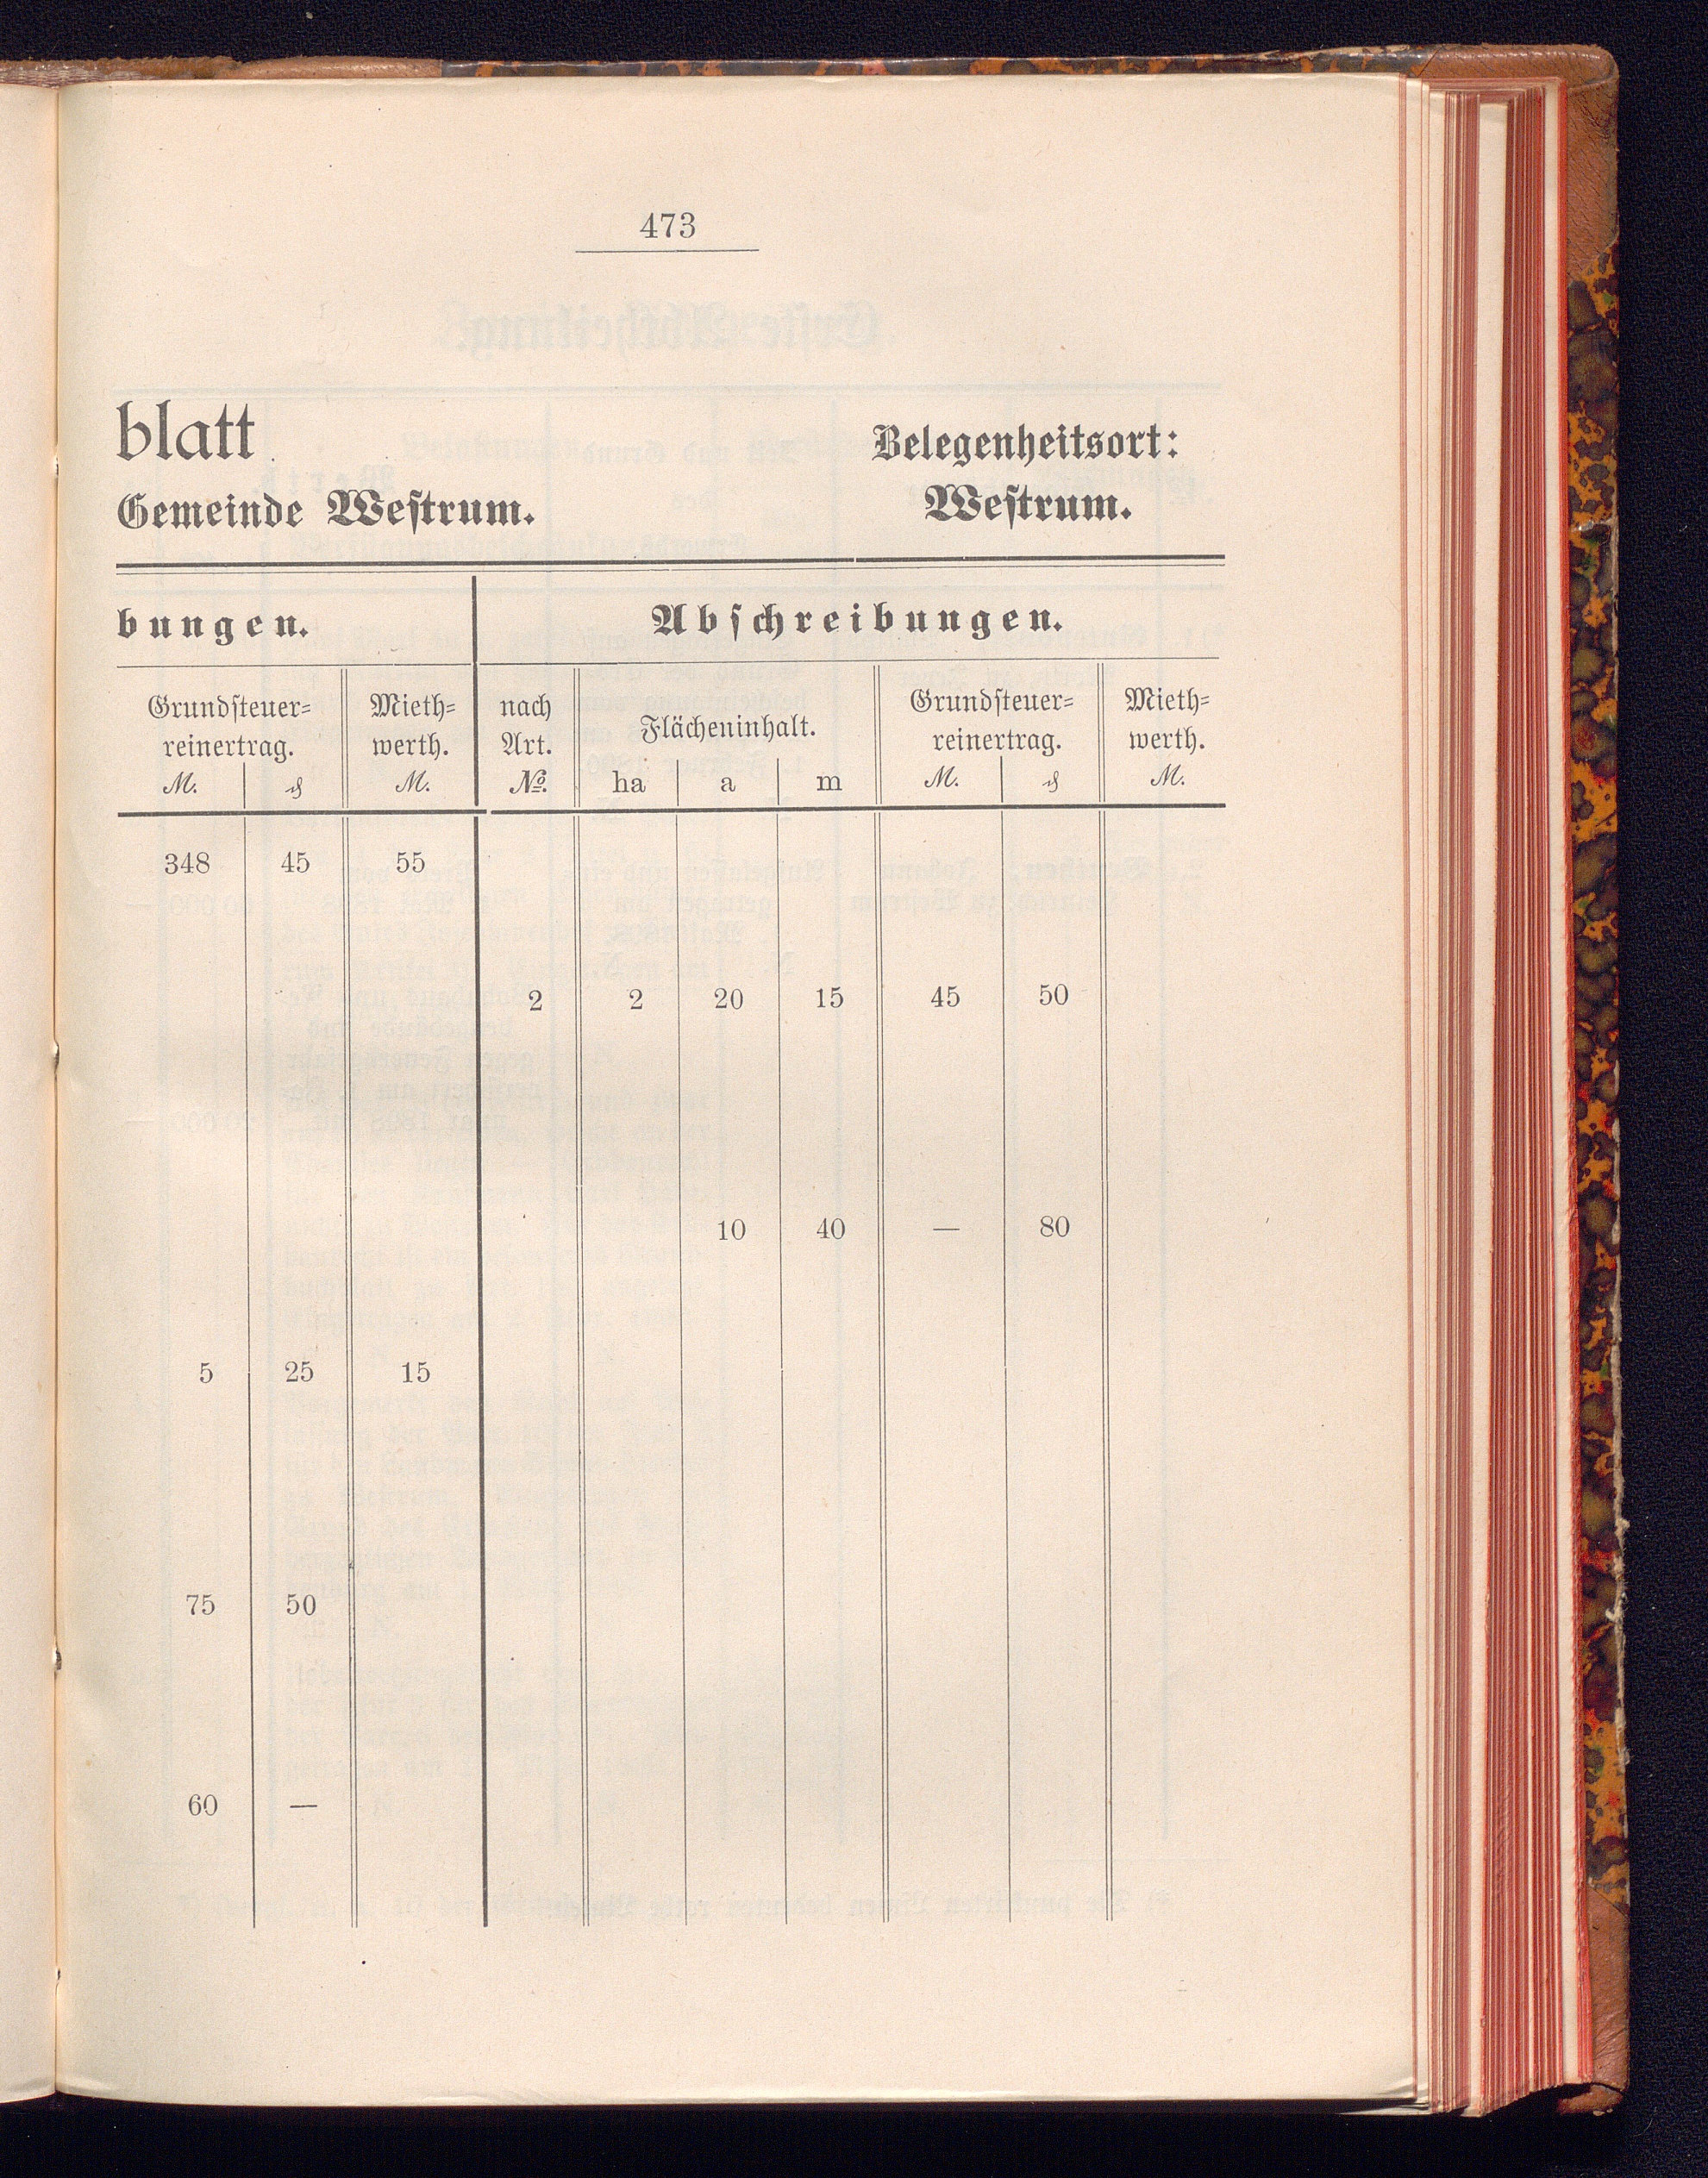 473
blatt Belegenheitsort:
Gemeinde Weſtrum. Weſtrum.
bungen. Abſchreibungen.
Grundſteuer= Mieth= nach Flächeninhalt. Grundſteuer= Mieth=
reinertrag. werth. Art. reinertrag. werth.
M. ₰ M. №. ha a m M. ₰ M.
348 45 55
2 2 20 15 45 50
10 40 — 80
5 25 15
75 50
60 —